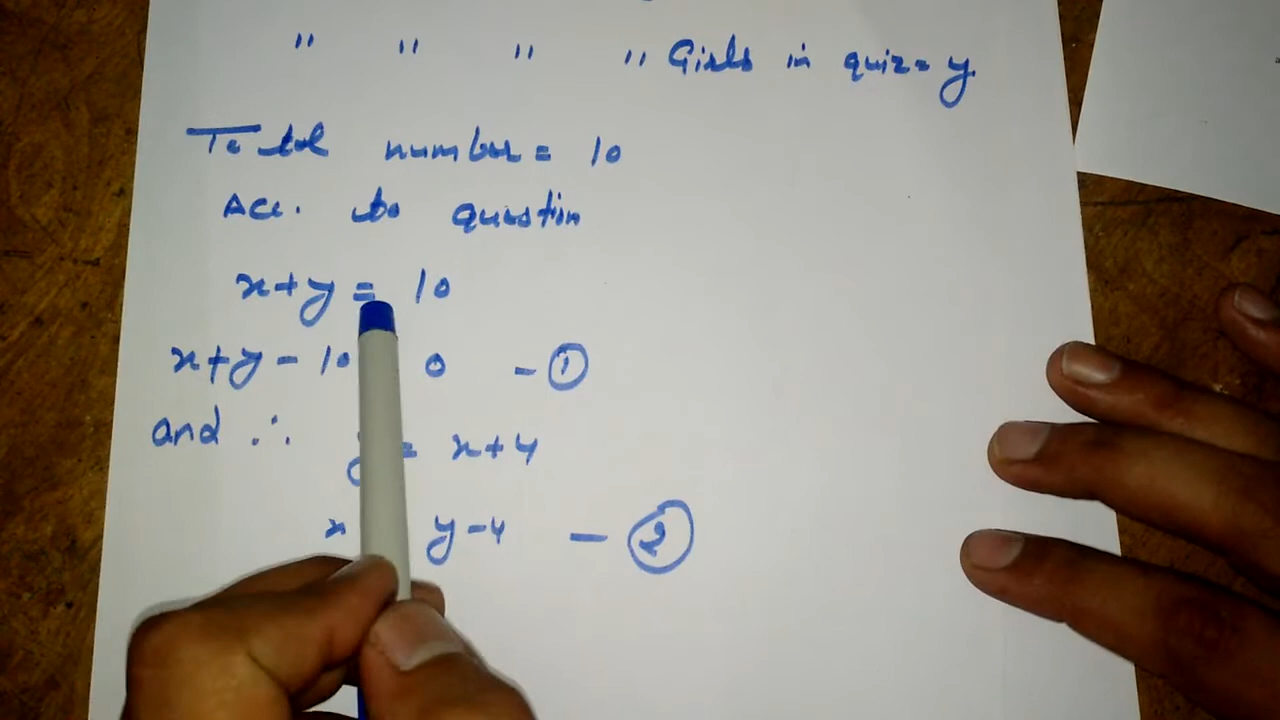 " " " " Girls in quiz = y
Total number = 10
Acc. to question
x+y = 10
x+y - 10 0 - ①
and ∴ y = x+4
x y-4 - ②